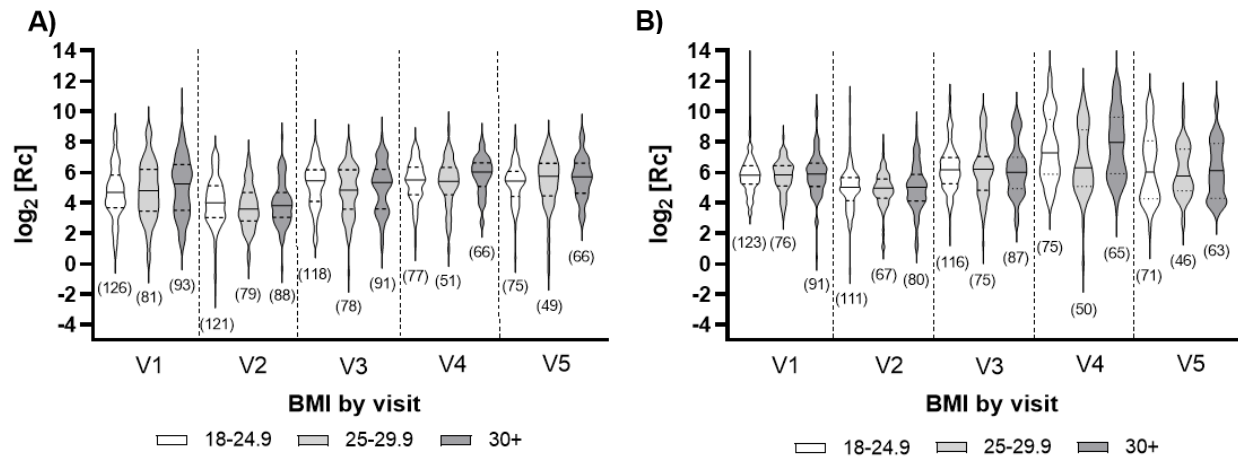 A)
log2 [Rc]
14
12
10
8
6
4
2
0
-2
-4
(126) (81) (93) (121) (79) (88) (118) (78) (91) (77) (51) (66) (75) (49) (66)
V1 V2 V3 V4 V5
BMI by visit
18-24.9 25-29.9 30+
B)
log2 [Rc]
14
12
10
8
6
4
2
0
-2
-4
(123) (76) (91) (111) (67) (80) (116) (75) (87) (75) (50) (65) (71) (46) (63)
V1 V2 V3 V4 V5
BMI by visit
18-24.9 25-29.9 30+